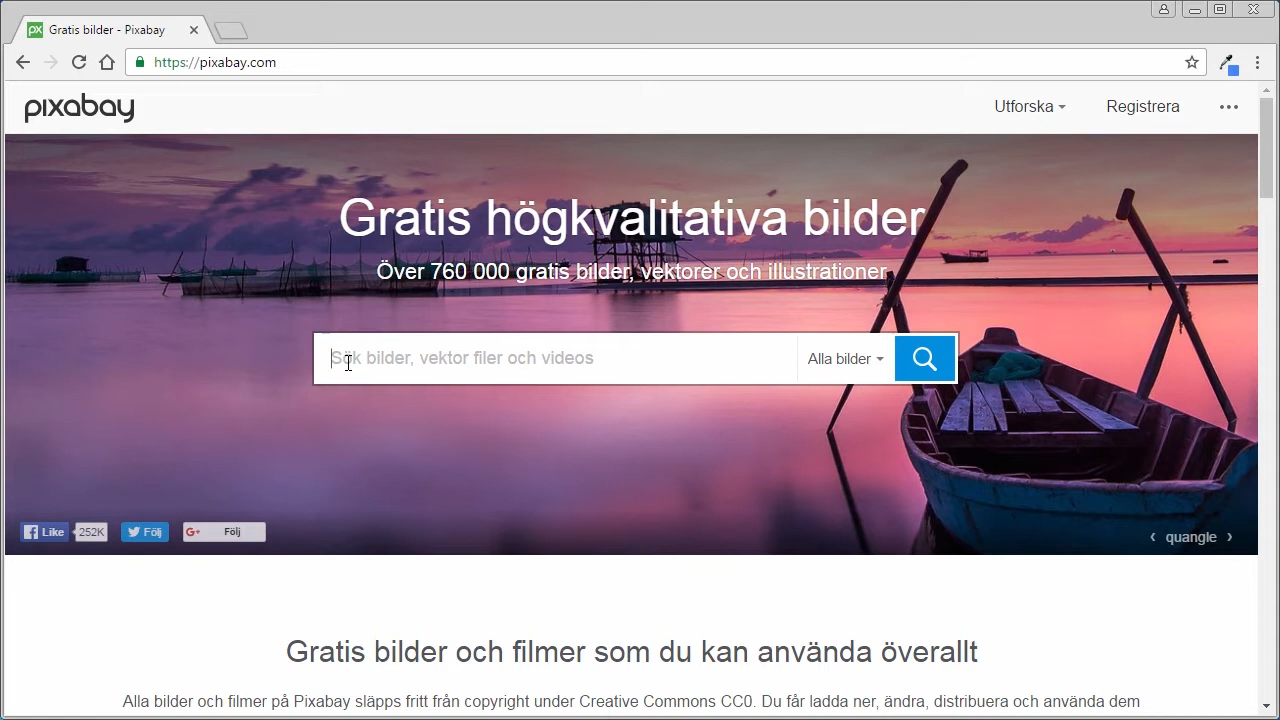 Gratis bilder - Pixabay
https://pixabay.com
pixabay
Utforska
Registrera
Gratis högkvalitativa bilder
Över 760 000 gratis bilder, vektorer och illustrationer
Sök bilder, vektor filer och videos
Alla bilder
Like
252K
Följ
G+ Följ
‹ quangle ›
Gratis bilder och filmer som du kan använda överallt
Alla bilder och filmer på Pixabay släpps fritt från copyright under Creative Commons CC0. Du får ladda ner, ändra, distribuera och använda dem